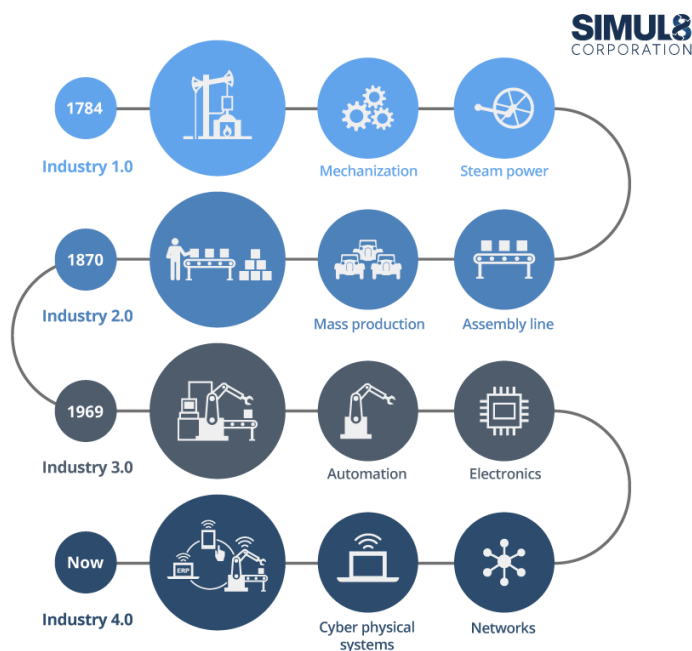 SIMUL8
CORPORATION
1784
Industry 1.0
Mechanization
Steam power
1870
Industry 2.0
Mass production
Assembly line
1969
Industry 3.0
Automation
Electronics
Now
ERP
Industry 4.0
Cyber physical
systems
Networks